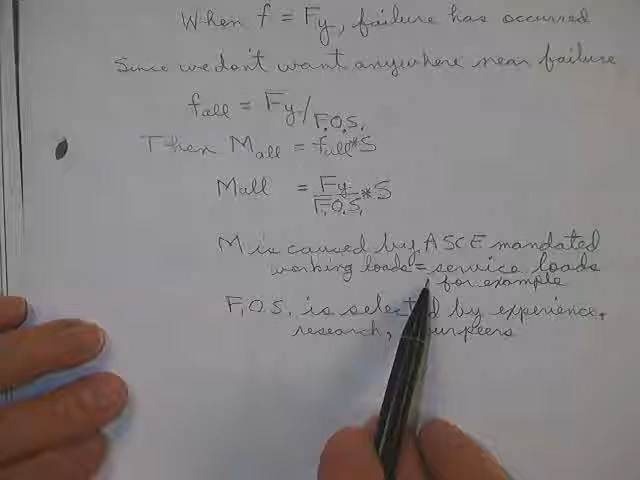 When f = Fy, failure has occurred
Since we don't want anywhere near failure
fall = Fy/F.O.S.
Then Mall = fall*S
Mall = Fy/F.O.S. * S
M is caused by ASCE mandated
working loads = service loads
for example
F.O.S. is selected by experience,
research, peers